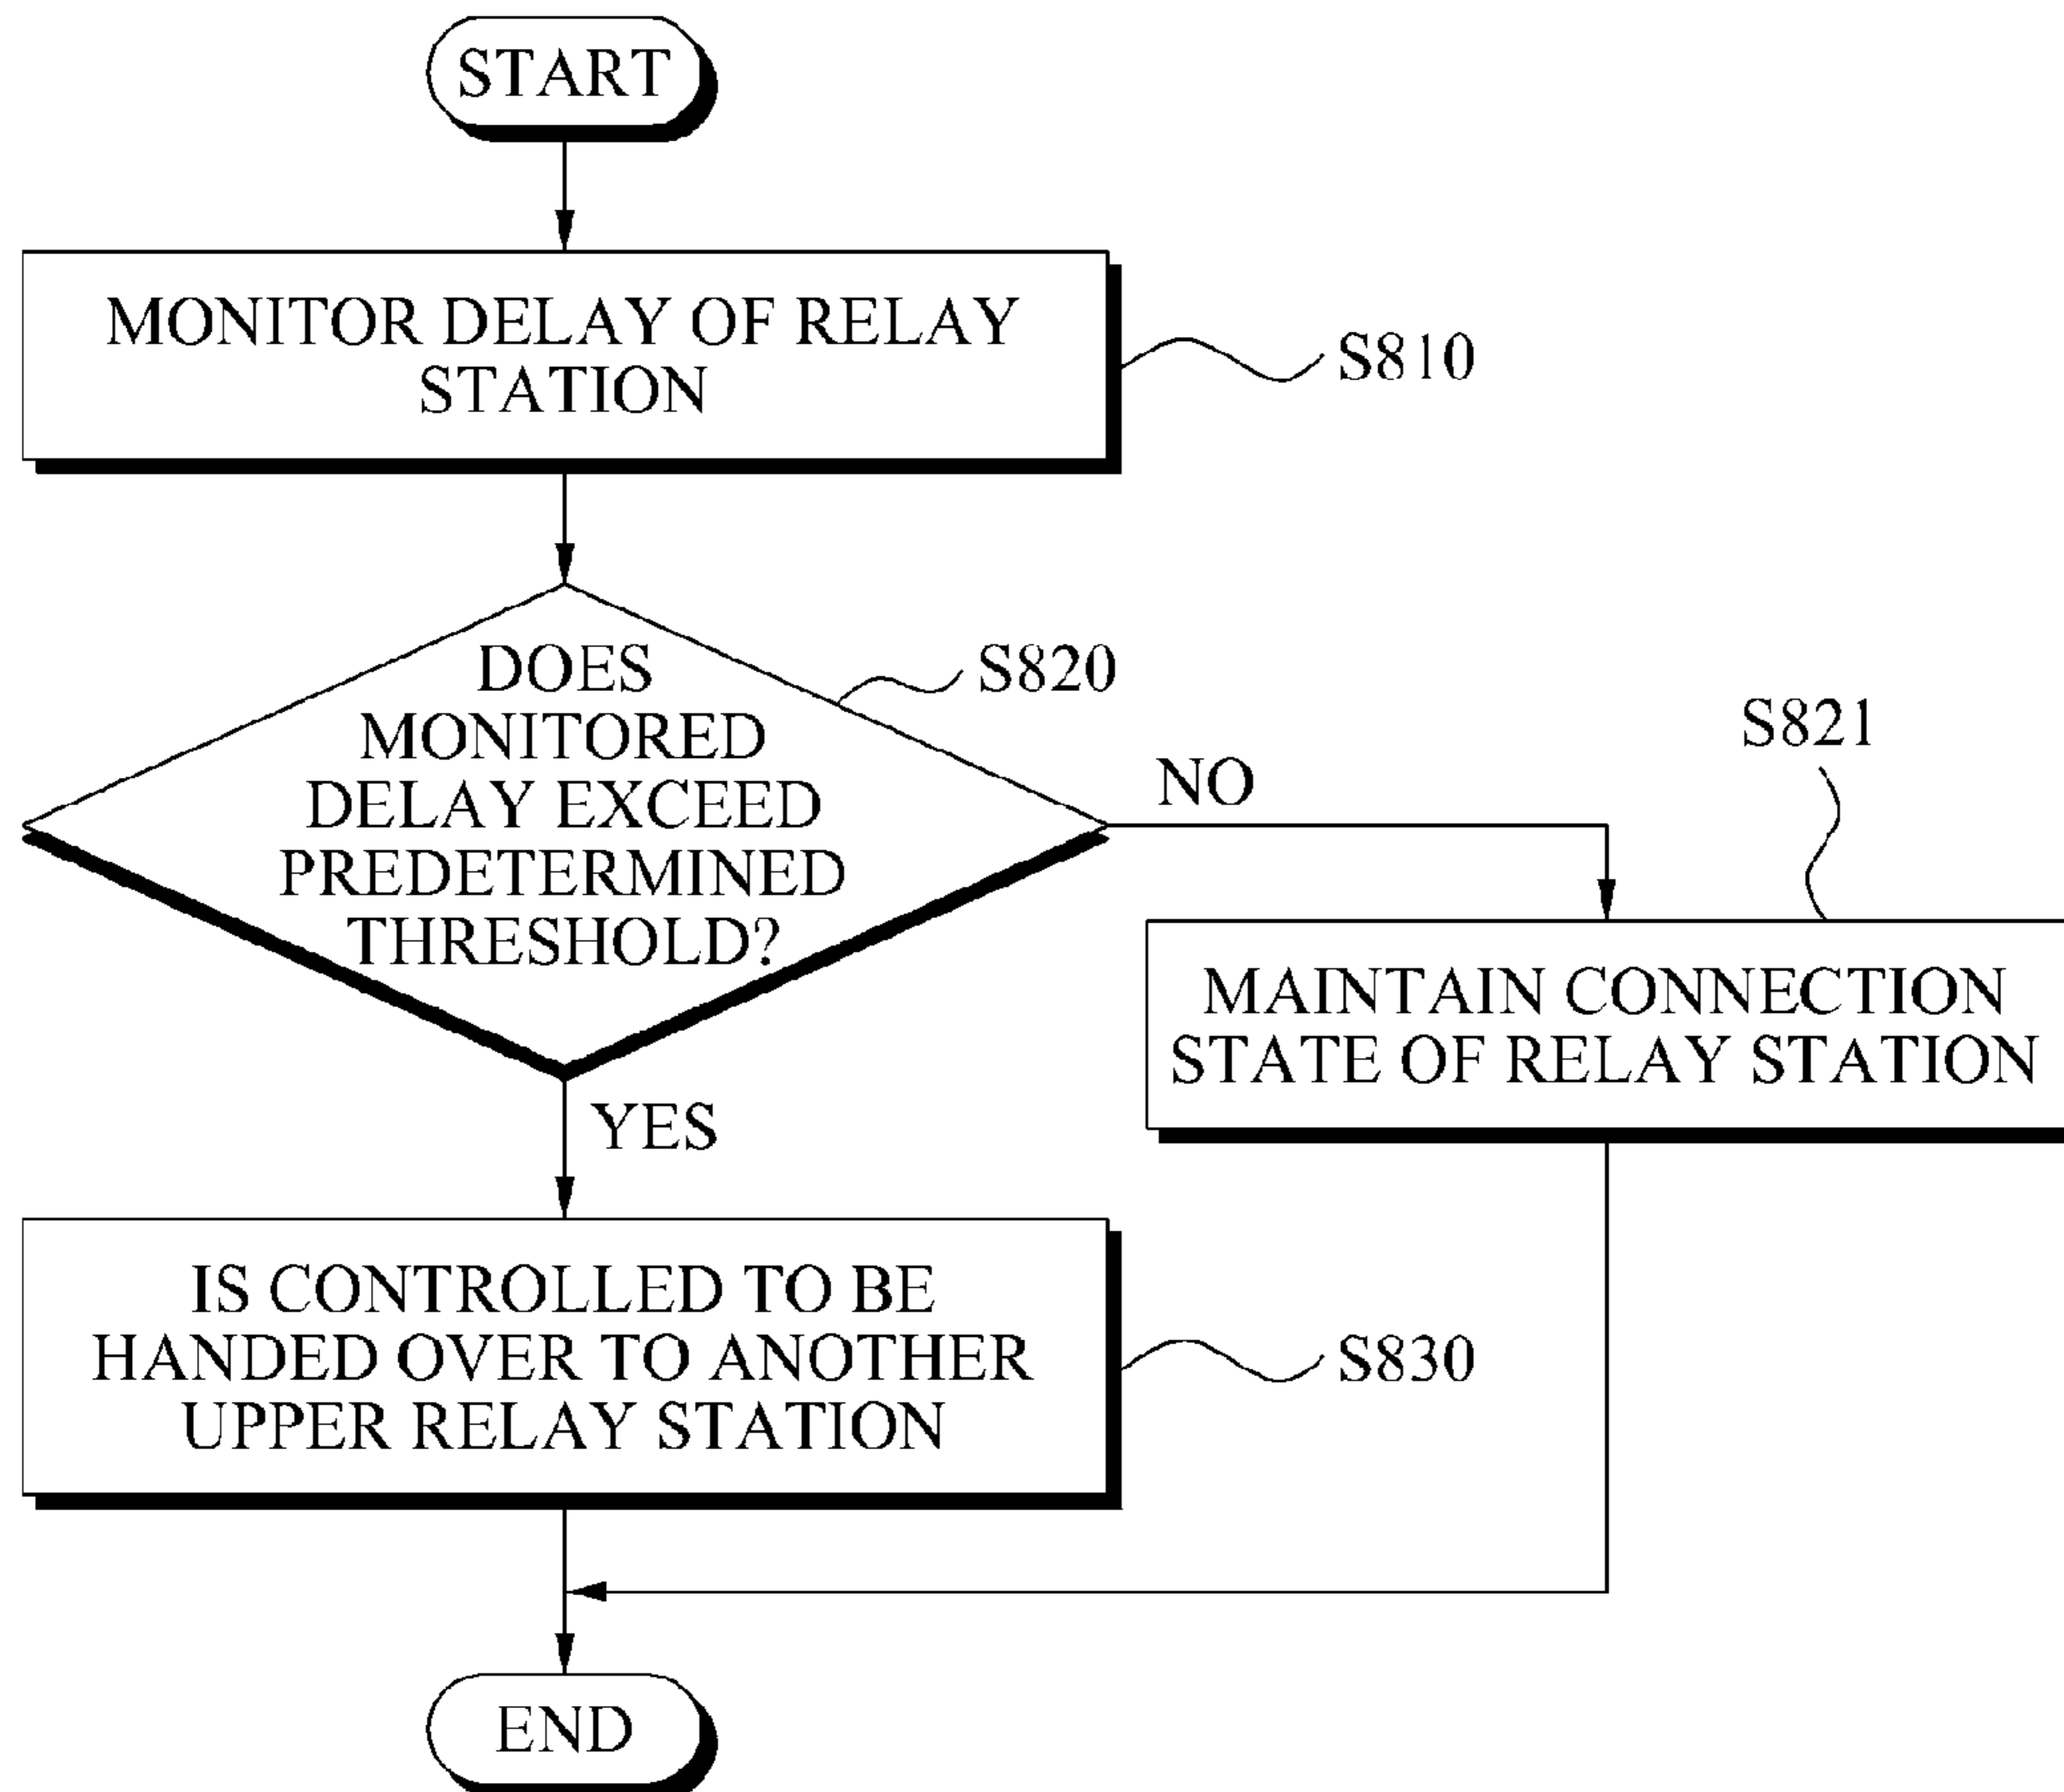 START
MONITOR DELAY OF RELAY
STATION
S810
DOES
MONITORED
DELAY EXCEED
PREDETERMINED
THRESHOLD?
S820
NO
S821
MAINTAIN CONNECTION
STATE OF RELAY STATION
YES
IS CONTROLLED TO BE
HANDED OVER TO ANOTHER
UPPER RELAY STATION
S830
END